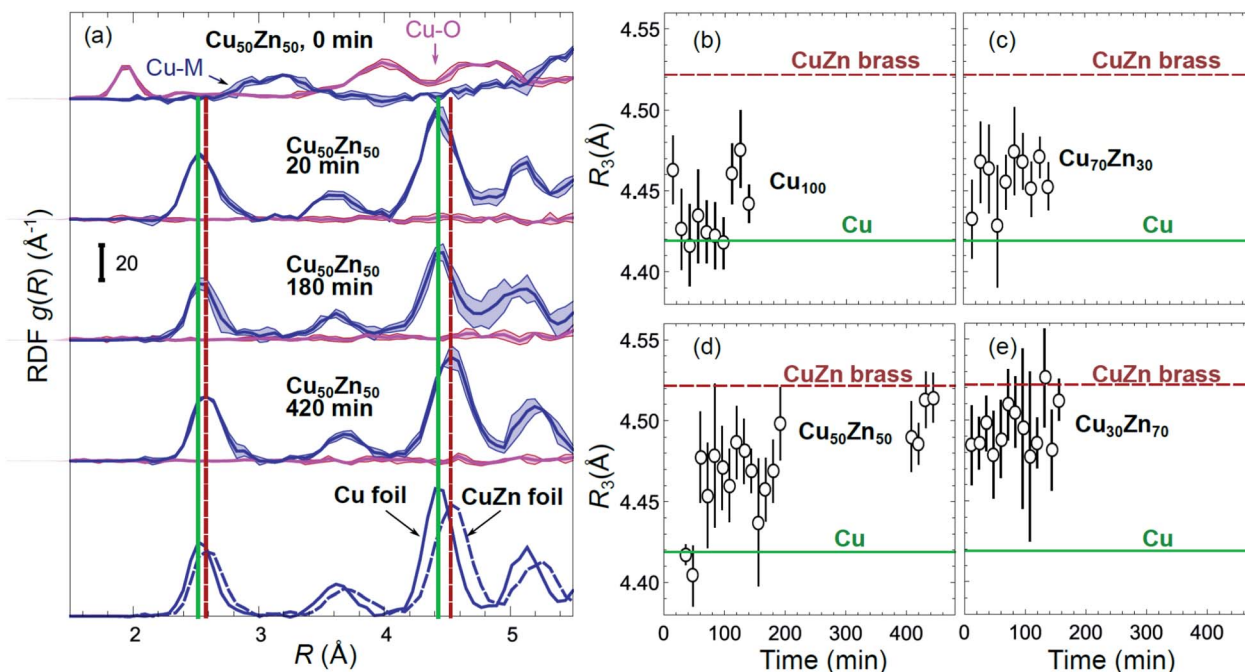 (a)
Cu₅₀Zn₅₀, 0 min
Cu–O
Cu-M
Cu₅₀Zn₅₀
20 min
20
Cu₅₀Zn₅₀
180 min
Cu₅₀Zn₅₀
420 min
Cu foil
CuZn foil
RDF g(R) (Å⁻¹)
2 3 4 5
R (Å)
(b)
CuZn brass
Cu₁₀₀
Cu
4.55
4.50
4.45
4.40
R₃(Å)
(c)
CuZn brass
Cu₇₀Zn₃₀
Cu
(d)
CuZn brass
Cu₅₀Zn₅₀
Cu
4.55
4.50
4.45
4.40
R₃(Å)
0 100 200 300 400
Time (min)
(e)
CuZn brass
Cu₃₀Zn₇₀
Cu
0 100 200 300 400
Time (min)